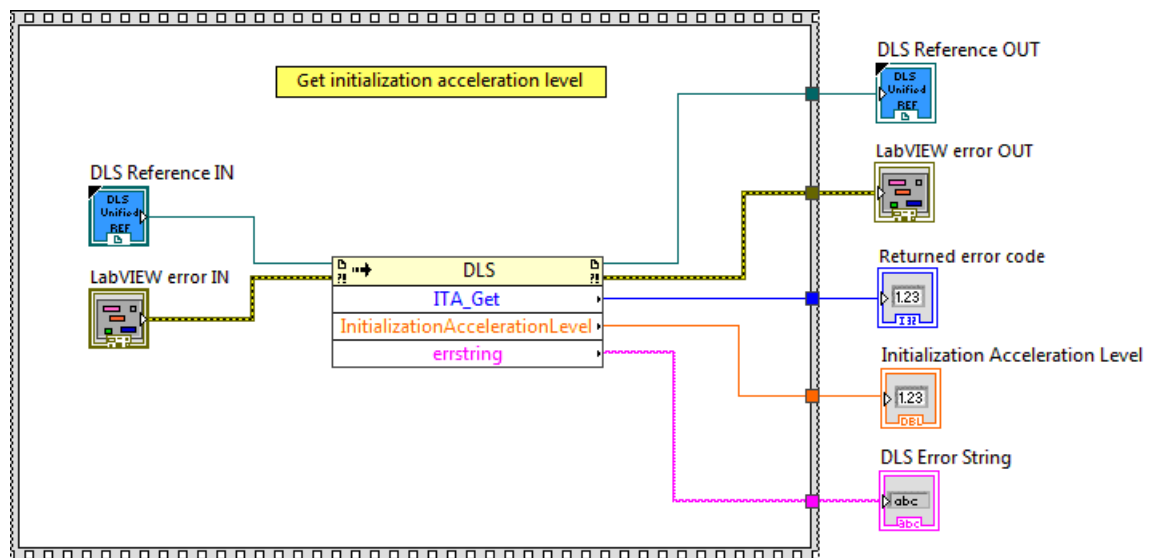 DLS Reference OUT
DLS
Unified
REF
Get initialization acceleration level
LabVIEW error OUT
DLS Reference IN
DLS
Unified
REF
LabVIEW error IN
DLS
?!
?!
ITA_Get
InitializationAccelerationLevel
errstring
Returned error code
1.23
I32
Initialization Acceleration Level
1.23
DBL
DLS Error String
abc
abc